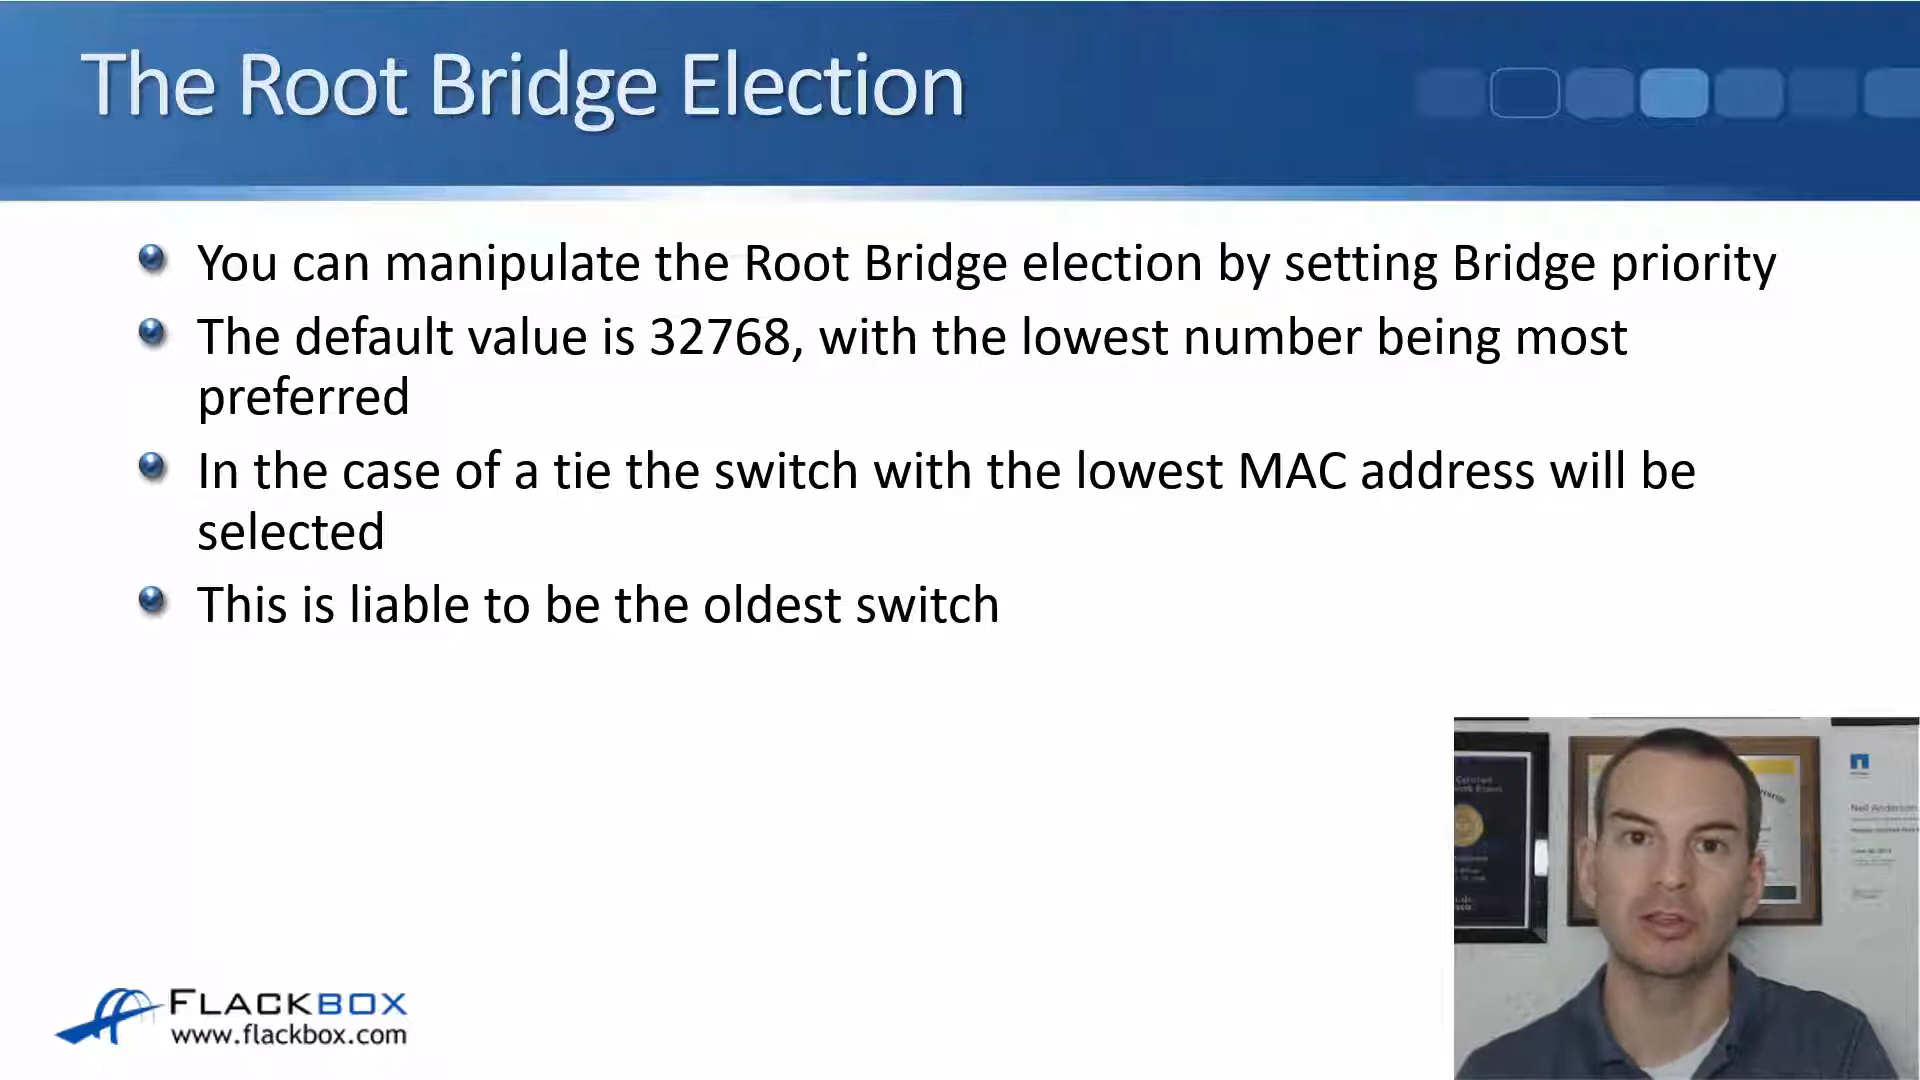 The Root Bridge Election
You can manipulate the Root Bridge election by setting Bridge priority
The default value is 32768, with the lowest number being most
preferred
In the case of a tie the switch with the lowest MAC address will be
selected
This is liable to be the oldest switch
FLACKBOX
www.flackbox.com
Neil Anderson